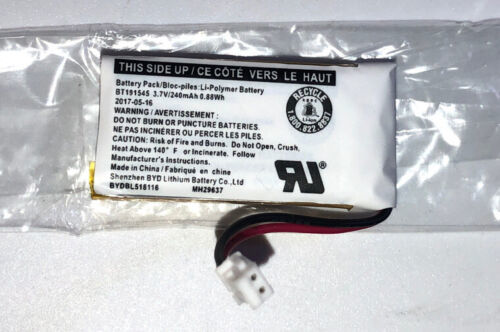 THIS SIDE UP / CE CÔTÉ VERS LE HAUT
Battery Pack/Bloc-piles:Li-Polymer Battery
BT191545 3.7V/240mAh 0.88Wh
2017-05-16
WARNING / AVERTISSEMENT :
DO NOT BURN OR PUNCTURE BATTERIES.
NE PAS INCINÉRER OU PERFORER LES PILES.
CAUTION: Risk of Fire and Burns. Do Not Open, Crush,
Heat Above 140° F or Incinerate. Follow
Manufacturer's Instructions.
Made in China / Fabriqué en chine
Shenzhen BYD Lithium Battery Co.,Ltd
BYDBL518116 MH29637
RECYCLE
Li-ion
1.800.822.8837